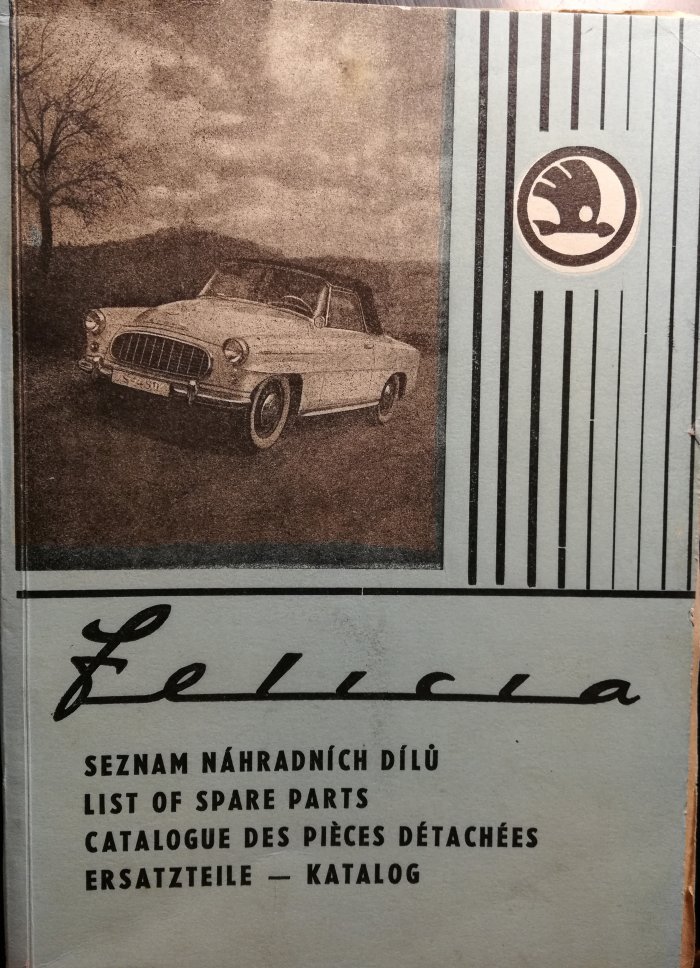 Felicia
SEZNAM NÁHRADNÍCH DÍLŮ
LIST OF SPARE PARTS
CATALOGUE DES PIÈCES DÉTACHÉES
ERSATZTEILE — KATALOG